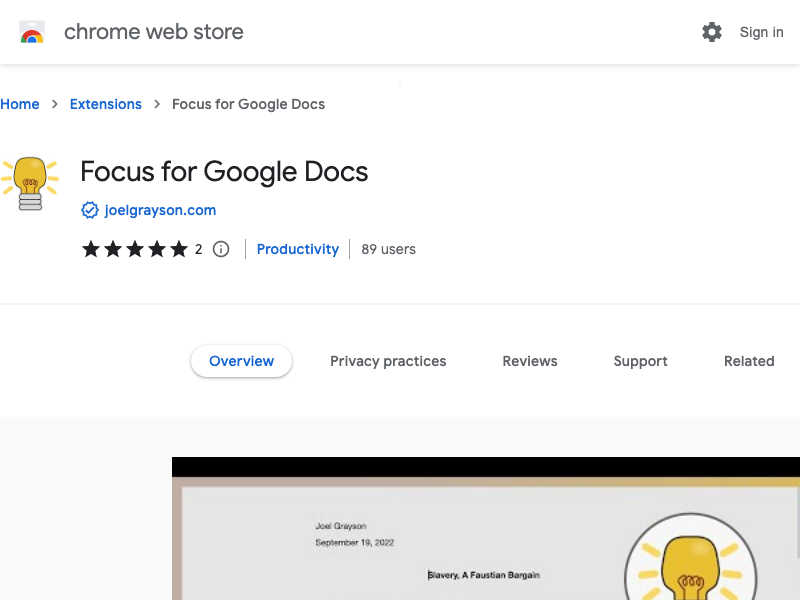 chrome web store
Sign in
Home > Extensions > Focus for Google Docs
Focus for Google Docs
joelgrayson.com
2 Productivity 89 users
Overview Privacy practices Reviews Support Related
Joel Grayson
September 19, 2022
Slavery, A Faustian Bargain